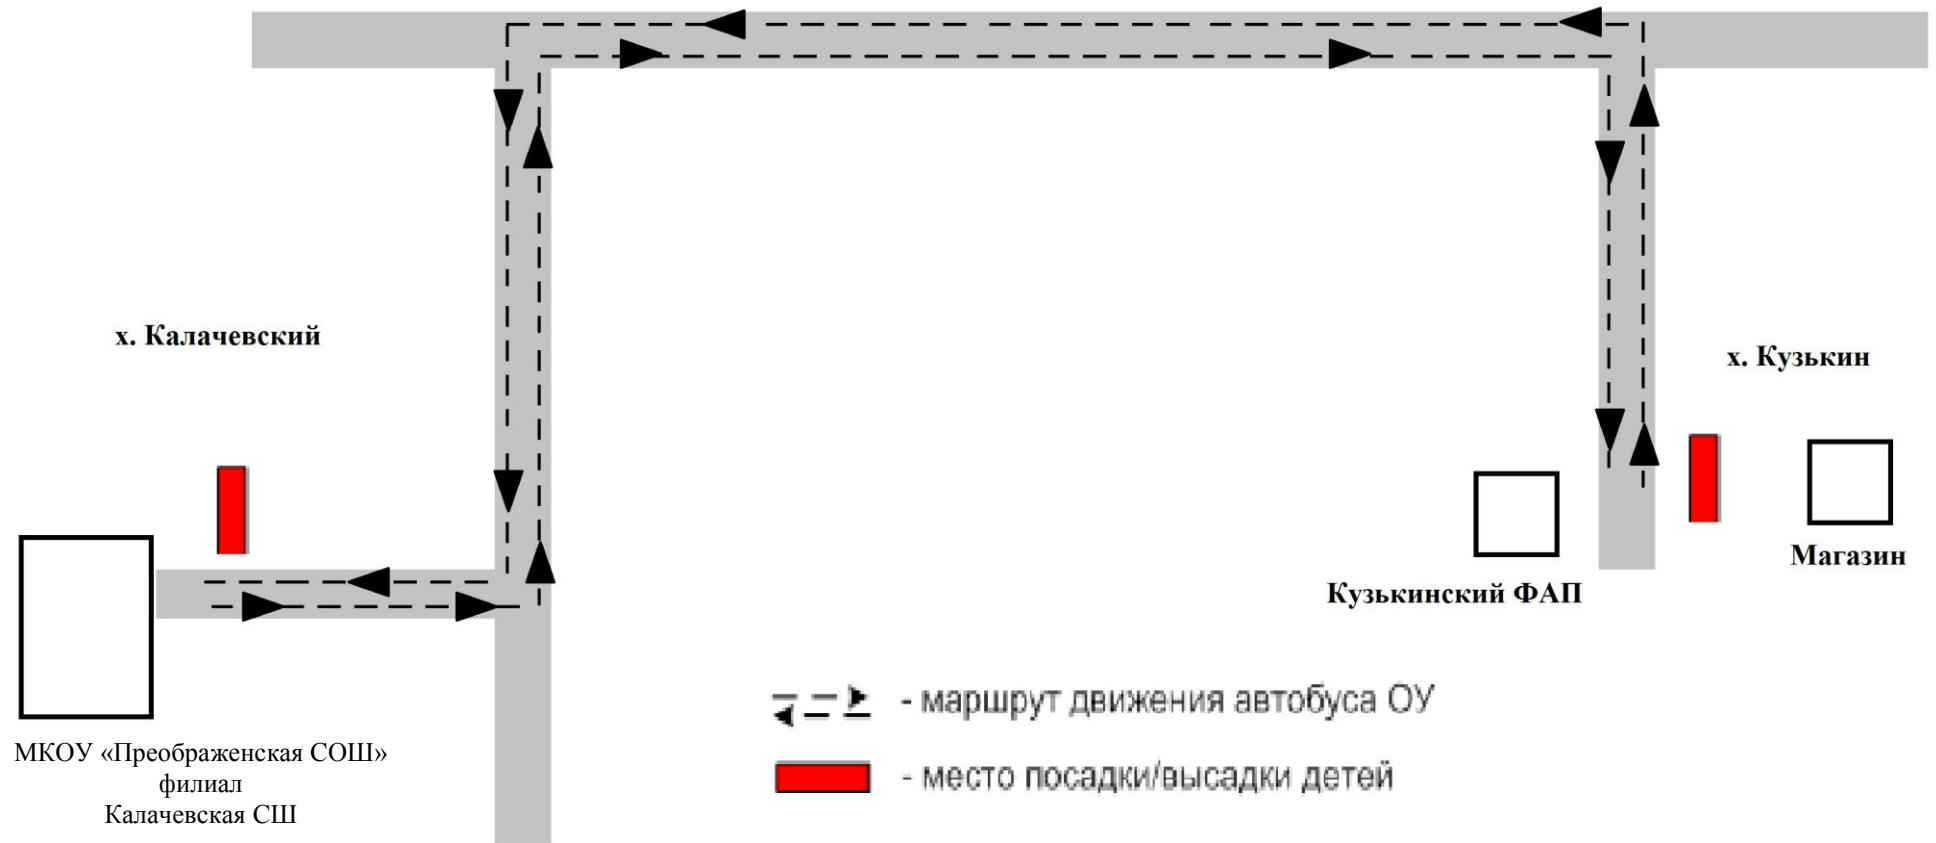 х. Калачевский
х. Кузькин
Магазин
Кузькинский ФАП
- маршрут движения автобуса ОУ
- место посадки/высадки детей
МКОУ «Преображенская СОШ»
филиал
Калачевская СШ